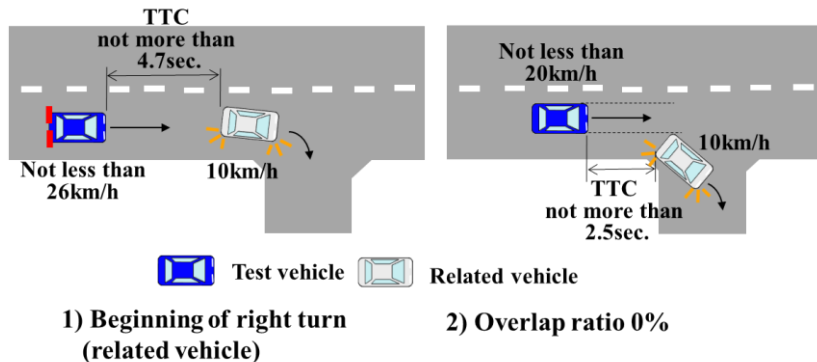 TTC
not more than
4.7sec.
Not less than
26km/h
10km/h
Not less than
20km/h
10km/h
TTC
not more than
2.5sec.
Test vehicle
Related vehicle
1) Beginning of right turn
(related vehicle)
2) Overlap ratio 0%